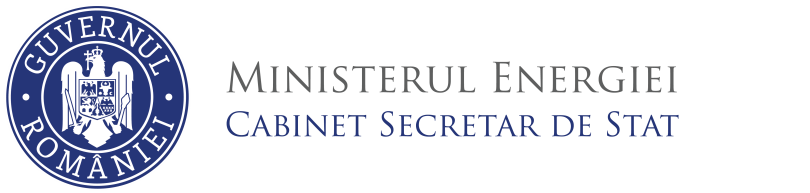 GUVERNUL
ROMÂNIEI
MINISTERUL ENERGIEI
CABINET SECRETAR DE STAT